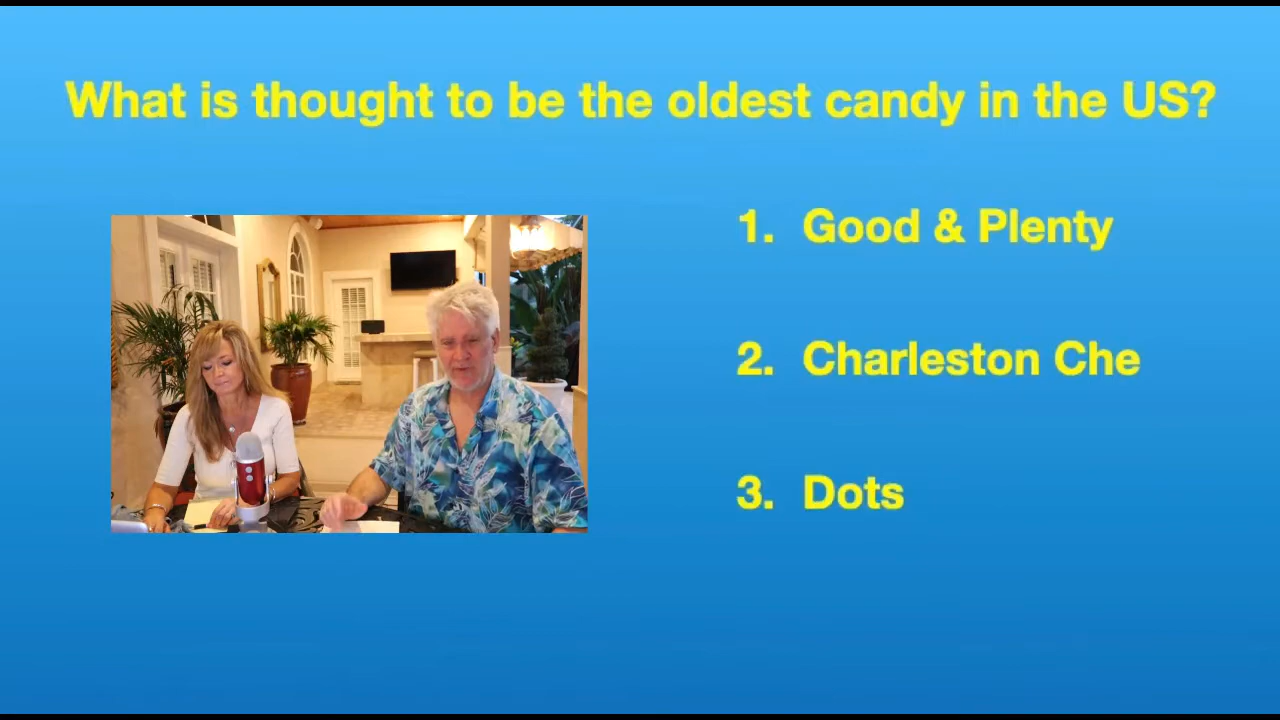 What is thought to be the oldest candy in the US?
1. Good & Plenty
2. Charleston Che
3. Dots